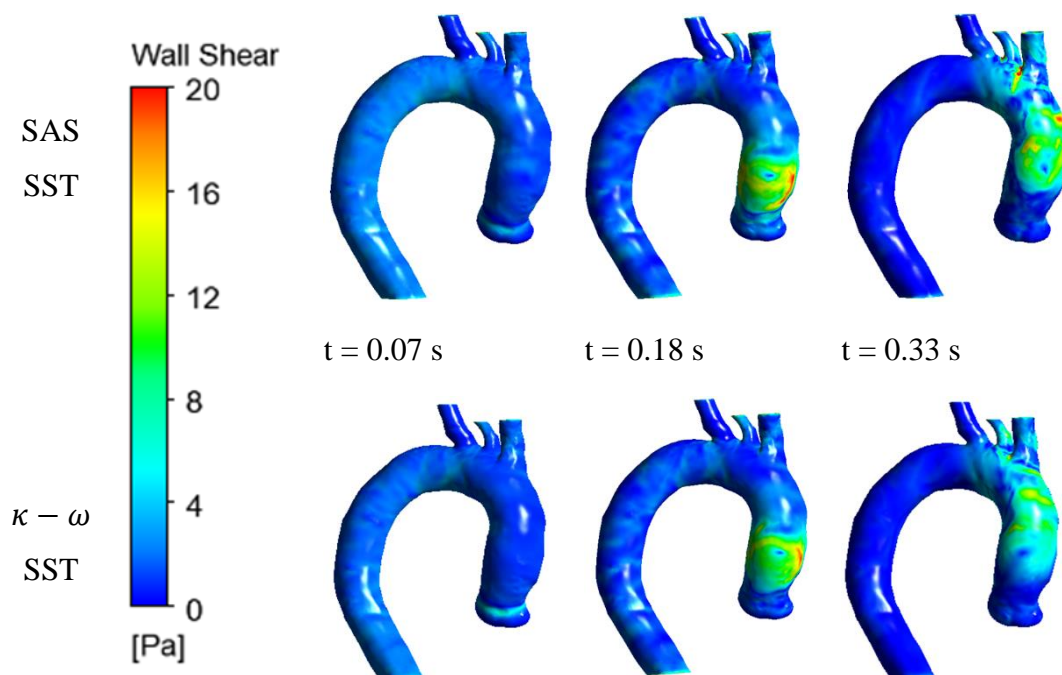 Wall Shear
20
16
12
8
4
0
[Pa]
SAS
SST
t = 0.07 s
t = 0.18 s
t = 0.33 s
𝜅 − 𝜔
SST